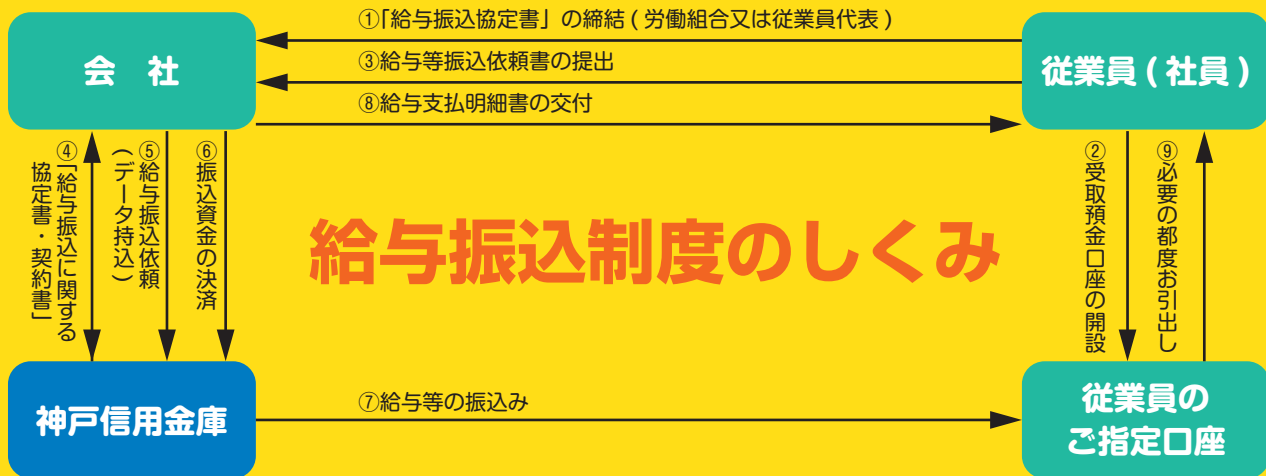 ①「給与振込協定書」の締結 ( 労働組合又は従業員代表 )
会　社
③給与等振込依頼書の提出
従業員 ( 社員 )
⑧給与支払明細書の交付
④「給与振込に関する
協定書・契約書」
⑤給与振込依頼
(データ持込)
⑥振込資金の決済
②受取預金口座の開設
⑨必要の都度お引出し
給与振込制度のしくみ
神戸信用金庫
⑦給与等の振込み
従業員の
ご指定口座